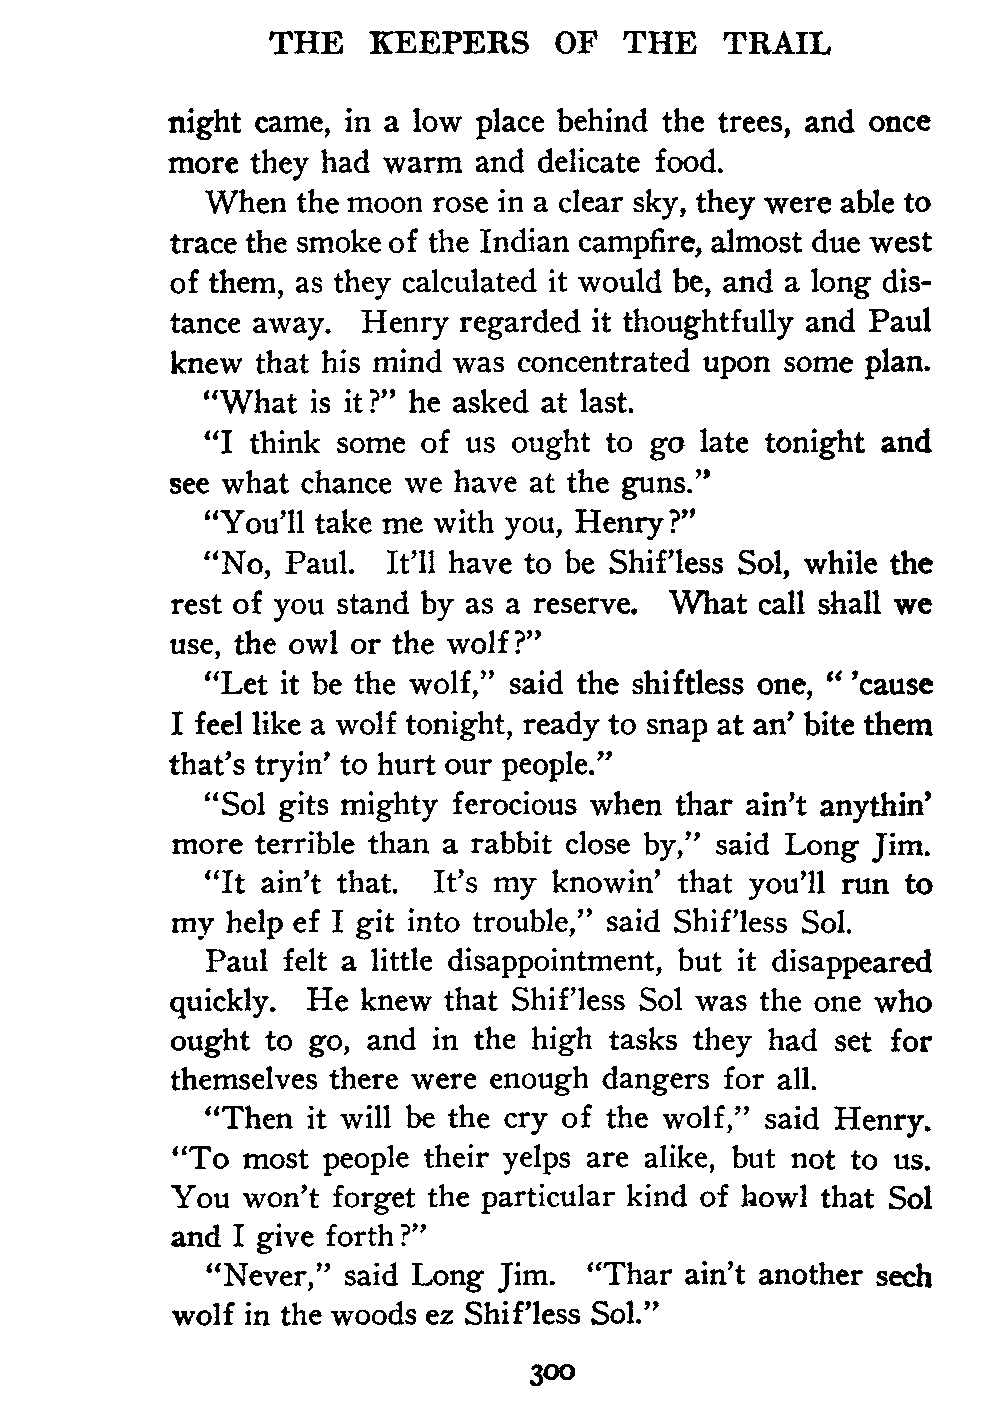 THE KEEPERS OF THE TRAIL
night came, in a low place behind the trees, and once
more they had warm and delicate food.
When the moon rose in a clear sky, they were able to
trace the smoke of the Indian campfire, almost due west
of them, as they calculated it would be, and a long dis-
tance away. Henry regarded it thoughtfully and Paul
knew that his mind was concentrated upon some plan.
"What is it?" he asked at last.
"I think some of us ought to go late tonight and
see what chance we have at the guns."
"You'll take me with you, Henry?"
"No, Paul. It'll have to be Shif'less Sol, while the
rest of you stand by as a reserve. What call shall we
use, the owl or the wolf?"
"Let it be the wolf," said the shiftless one, " 'cause
I feel like a wolf tonight, ready to snap at an' bite them
that's tryin' to hurt our people."
"Sol gits mighty ferocious when thar ain't anythin'
more terrible than a rabbit close by," said Long Jim.
"It ain't that. It's my knowin' that you'll run to
my help ef I git into trouble," said Shif'less Sol.
Paul felt a little disappointment, but it disappeared
quickly. He knew that Shif'less Sol was the one who
ought to go, and in the high tasks they had set for
themselves there were enough dangers for all.
"Then it will be the cry of the wolf," said Henry.
"To most people their yelps are alike, but not to us.
You won't forget the particular kind of howl that Sol
and I give forth?"
"Never," said Long Jim. "Thar ain't another sech
wolf in the woods ez Shif'less Sol."
300